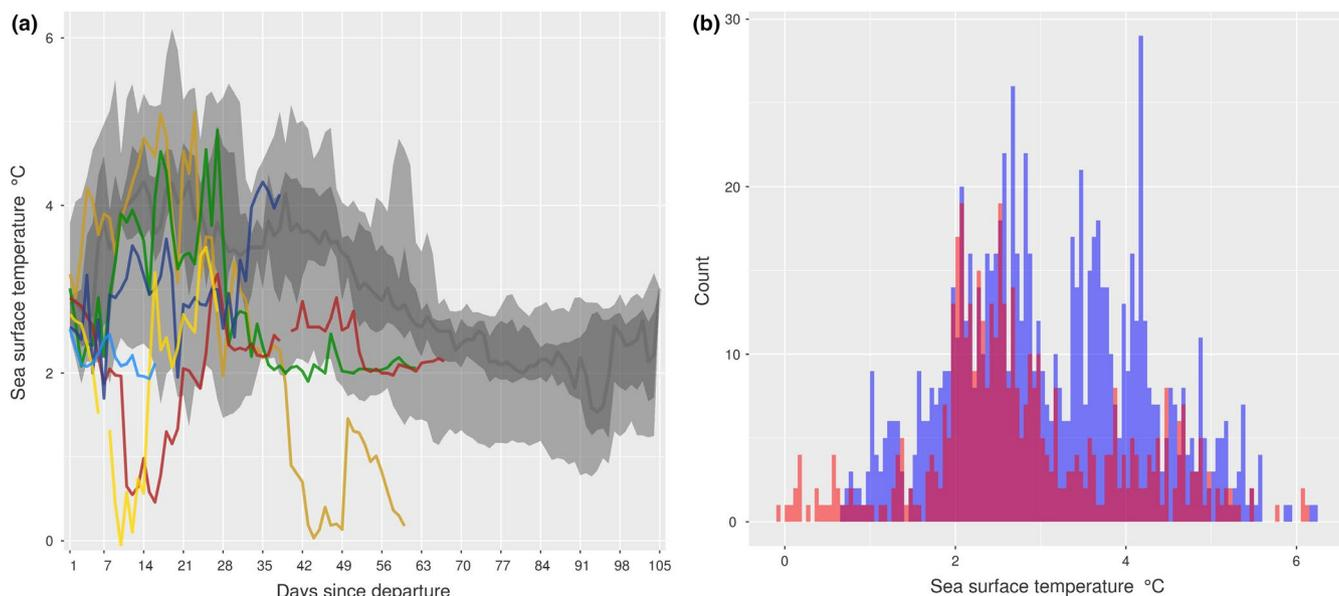 (a)
6
4
2
0
Sea surface temperature °C
1 7 14 21 28 35 42 49 56 63 70 77 84 91 98 105
Days since departure
(b)
30
20
10
0
Count
0 2 4 6
Sea surface temperature °C